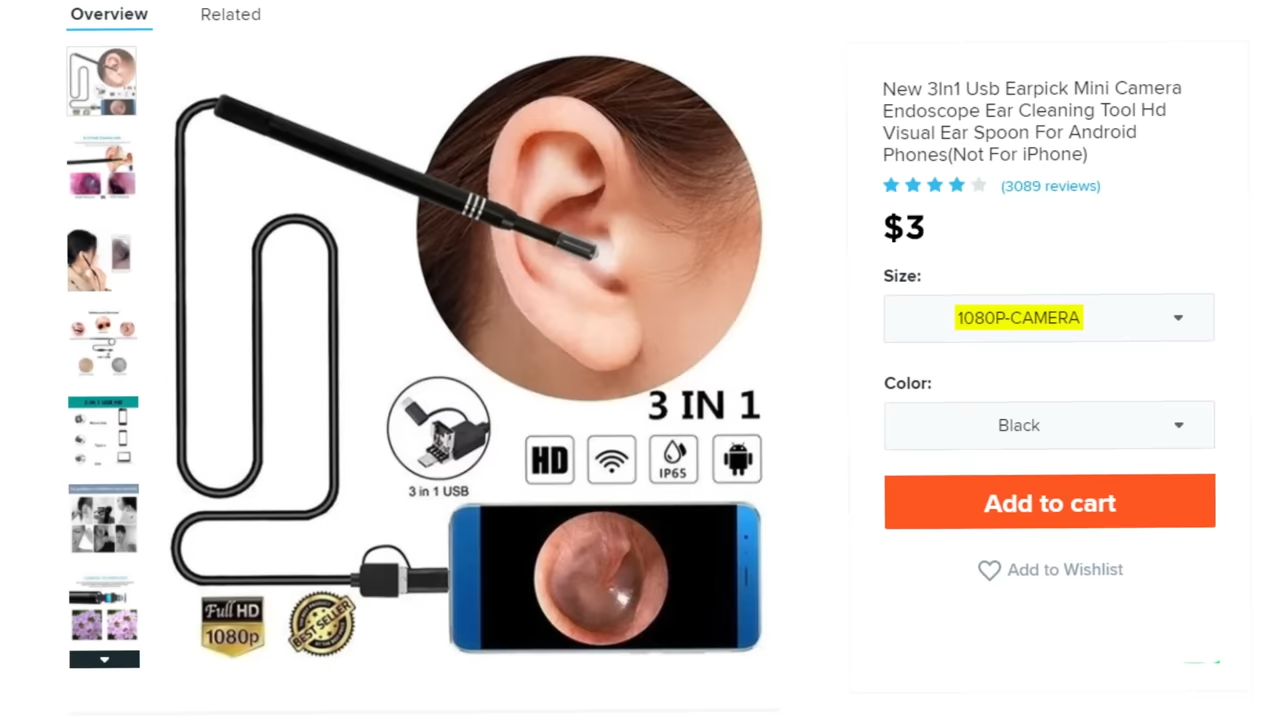 Overview
Related
New 3In1 Usb Earpick Mini Camera
Endoscope Ear Cleaning Tool Hd
Visual Ear Spoon For Android
Phones(Not For iPhone)
(3089 reviews)
$3
Size:
1080P-CAMERA
Color:
Black
Add to cart
Add to Wishlist
3 IN 1
HD
IP65
3 in 1 USB
Full HD
1080p
BEST SELLER